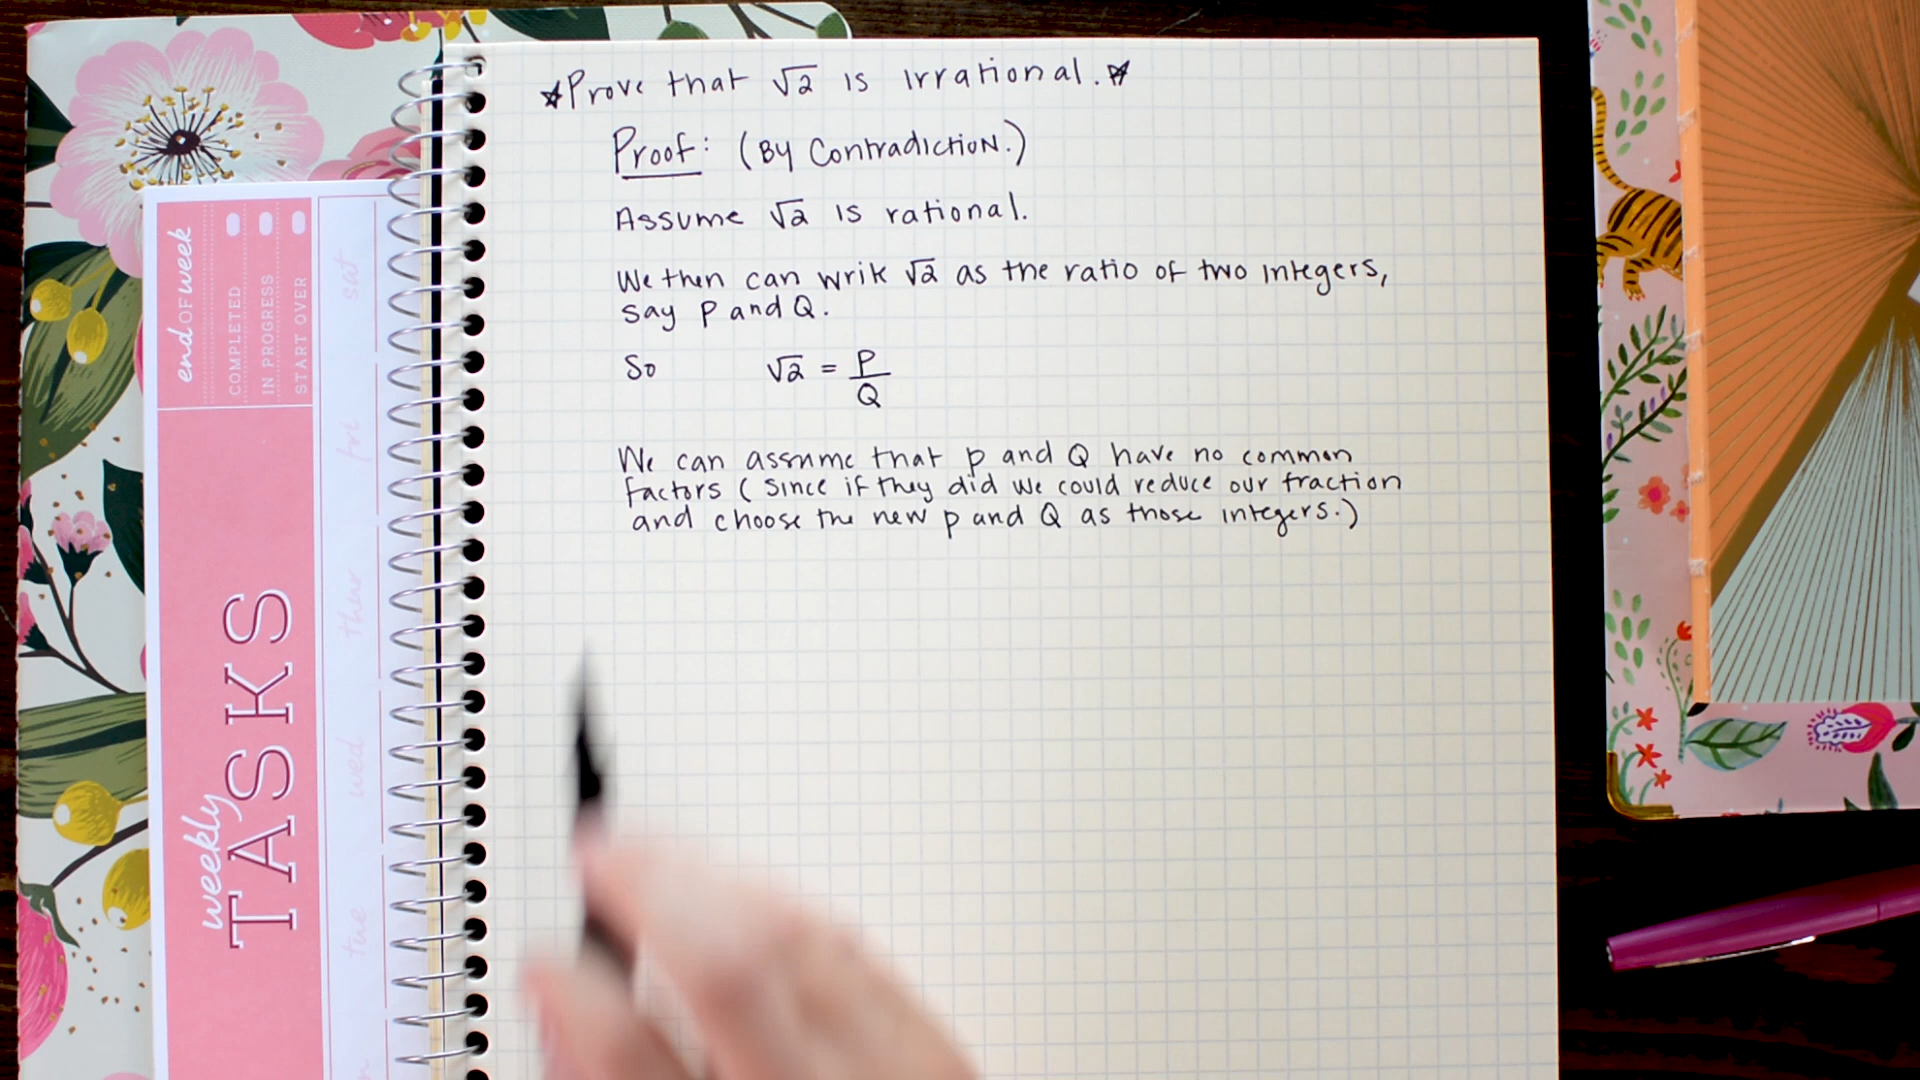 ☆Prove that √2 is irrational.☆
Proof: (By Contradiction.)
Assume √2 is rational.
We then can write √2 as the ratio of two integers,
say P and Q.
So √2 = P/Q
We can assume that p and Q have no common
factors (since if they did we could reduce our fraction
and choose the new p and Q as those integers.)
end OF week
COMPLETED
IN PROGRESS
START OVER
weekly
TASKS
sat
fri
thur
wed
tue